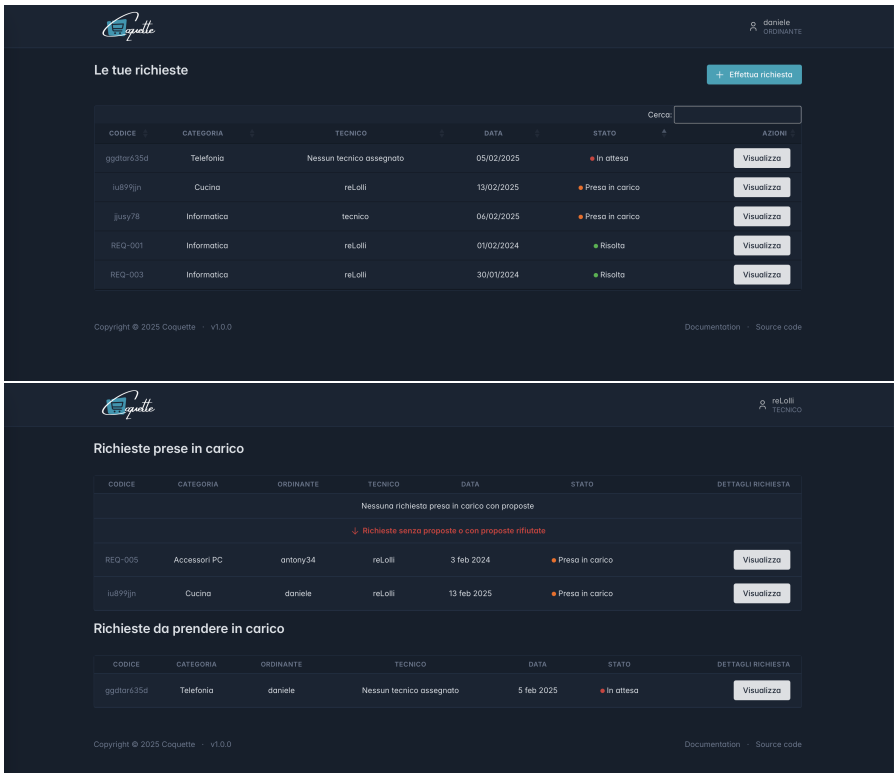 Coquette
daniele
ORDINANTE
Le tue richieste
+ Effettua richiesta
Cerca:
CODICE CATEGORIA TECNICO DATA STATO AZIONI
ggdtar635d Telefonia Nessun tecnico assegnato 05/02/2025 In attesa Visualizza
iu899jjn Cucina reLolli 13/02/2025 Presa in carico Visualizza
jjusy78 Informatica tecnico 06/02/2025 Presa in carico Visualizza
REQ-001 Informatica reLolli 01/02/2024 Risolta Visualizza
REQ-003 Informatica reLolli 30/01/2024 Risolta Visualizza
Copyright © 2025 Coquette · v1.0.0 Documentation · Source code
Coquette
reLolli
TECNICO
Richieste prese in carico
CODICE CATEGORIA ORDINANTE TECNICO DATA STATO DETTAGLI RICHIESTA
Nessuna richiesta presa in carico con proposte
↓ Richieste senza proposte o con proposte rifiutate
REQ-005 Accessori PC antony34 reLolli 3 feb 2024 Presa in carico Visualizza
iu899jjn Cucina daniele reLolli 13 feb 2025 Presa in carico Visualizza
Richieste da prendere in carico
CODICE CATEGORIA ORDINANTE TECNICO DATA STATO DETTAGLI RICHIESTA
ggdtar635d Telefonia daniele Nessun tecnico assegnato 5 feb 2025 In attesa Visualizza
Copyright © 2025 Coquette · v1.0.0 Documentation · Source code